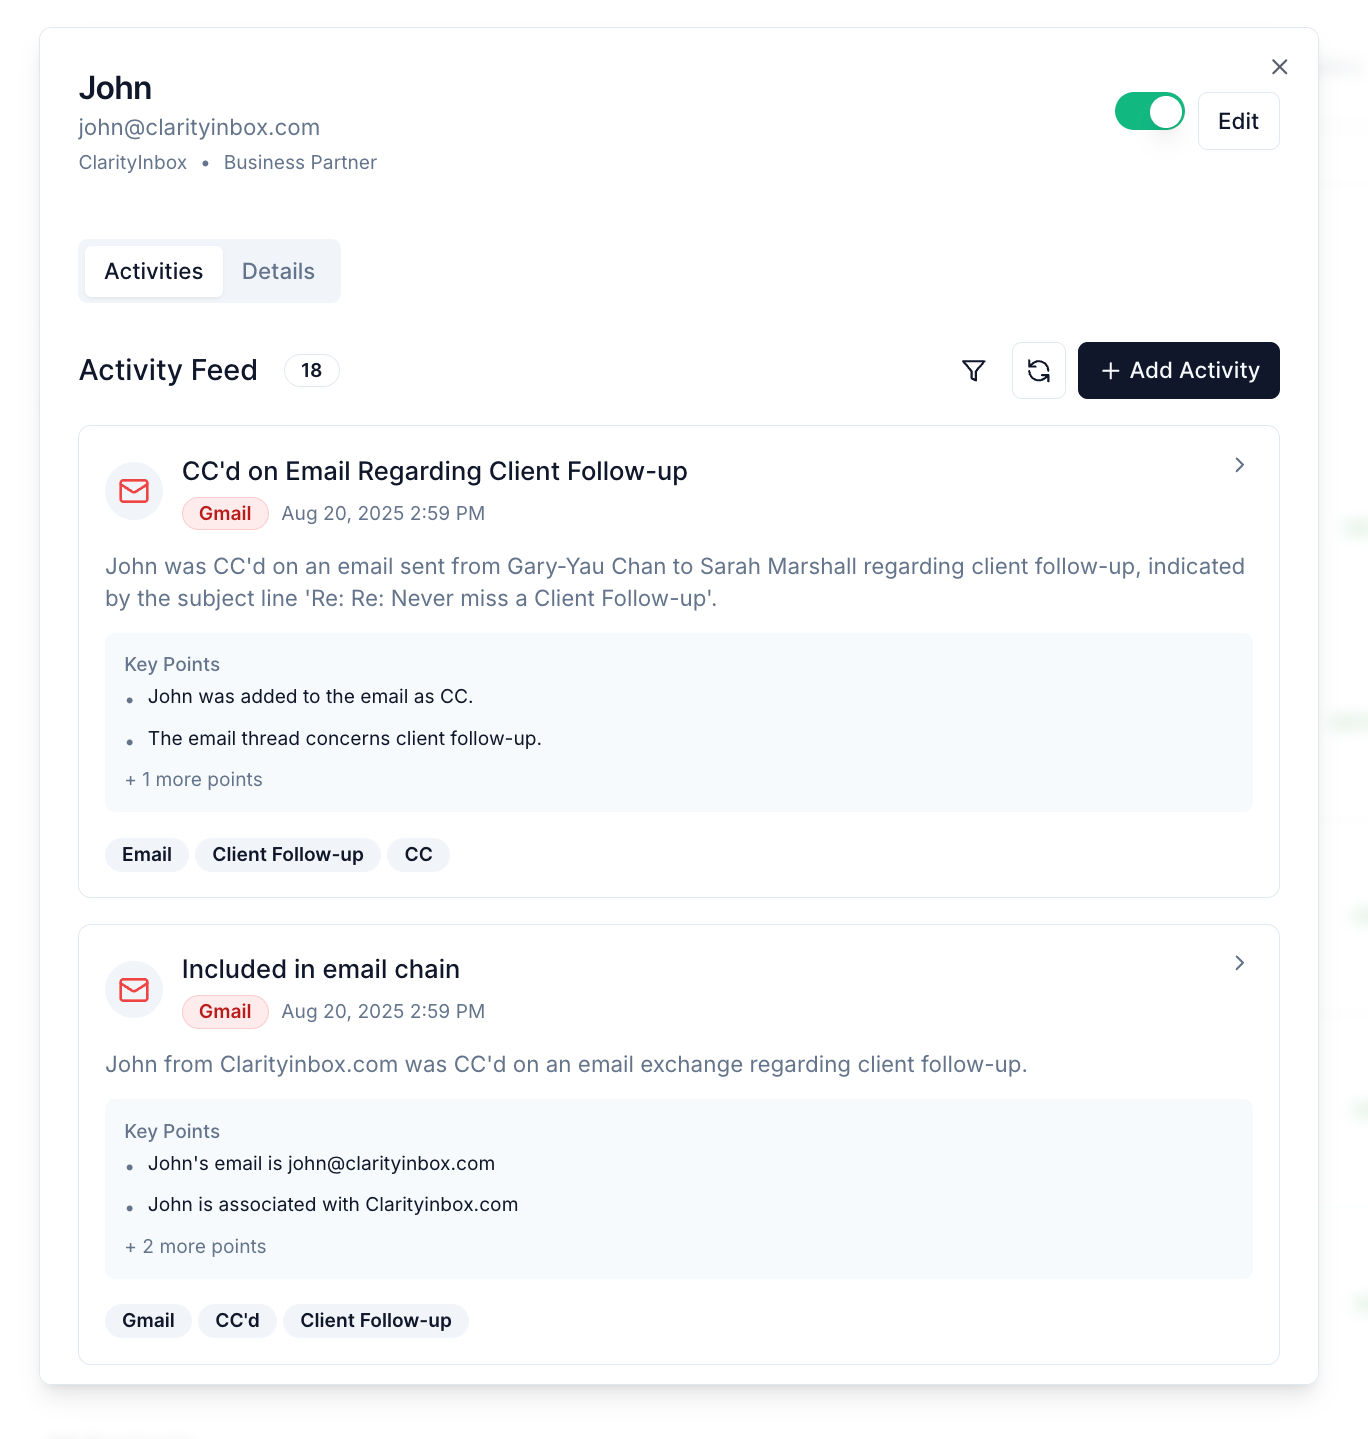 John
john@clarityinbox.com
ClarityInbox • Business Partner
Edit
Activities Details
Activity Feed 18
+ Add Activity
CC'd on Email Regarding Client Follow-up
Gmail Aug 20, 2025 2:59 PM
John was CC'd on an email sent from Gary-Yau Chan to Sarah Marshall regarding client follow-up, indicated
by the subject line 'Re: Re: Never miss a Client Follow-up'.
Key Points
• John was added to the email as CC.
• The email thread concerns client follow-up.
+ 1 more points
Email Client Follow-up CC
Included in email chain
Gmail Aug 20, 2025 2:59 PM
John from Clarityinbox.com was CC'd on an email exchange regarding client follow-up.
Key Points
• John's email is john@clarityinbox.com
• John is associated with Clarityinbox.com
+ 2 more points
Gmail CC'd Client Follow-up